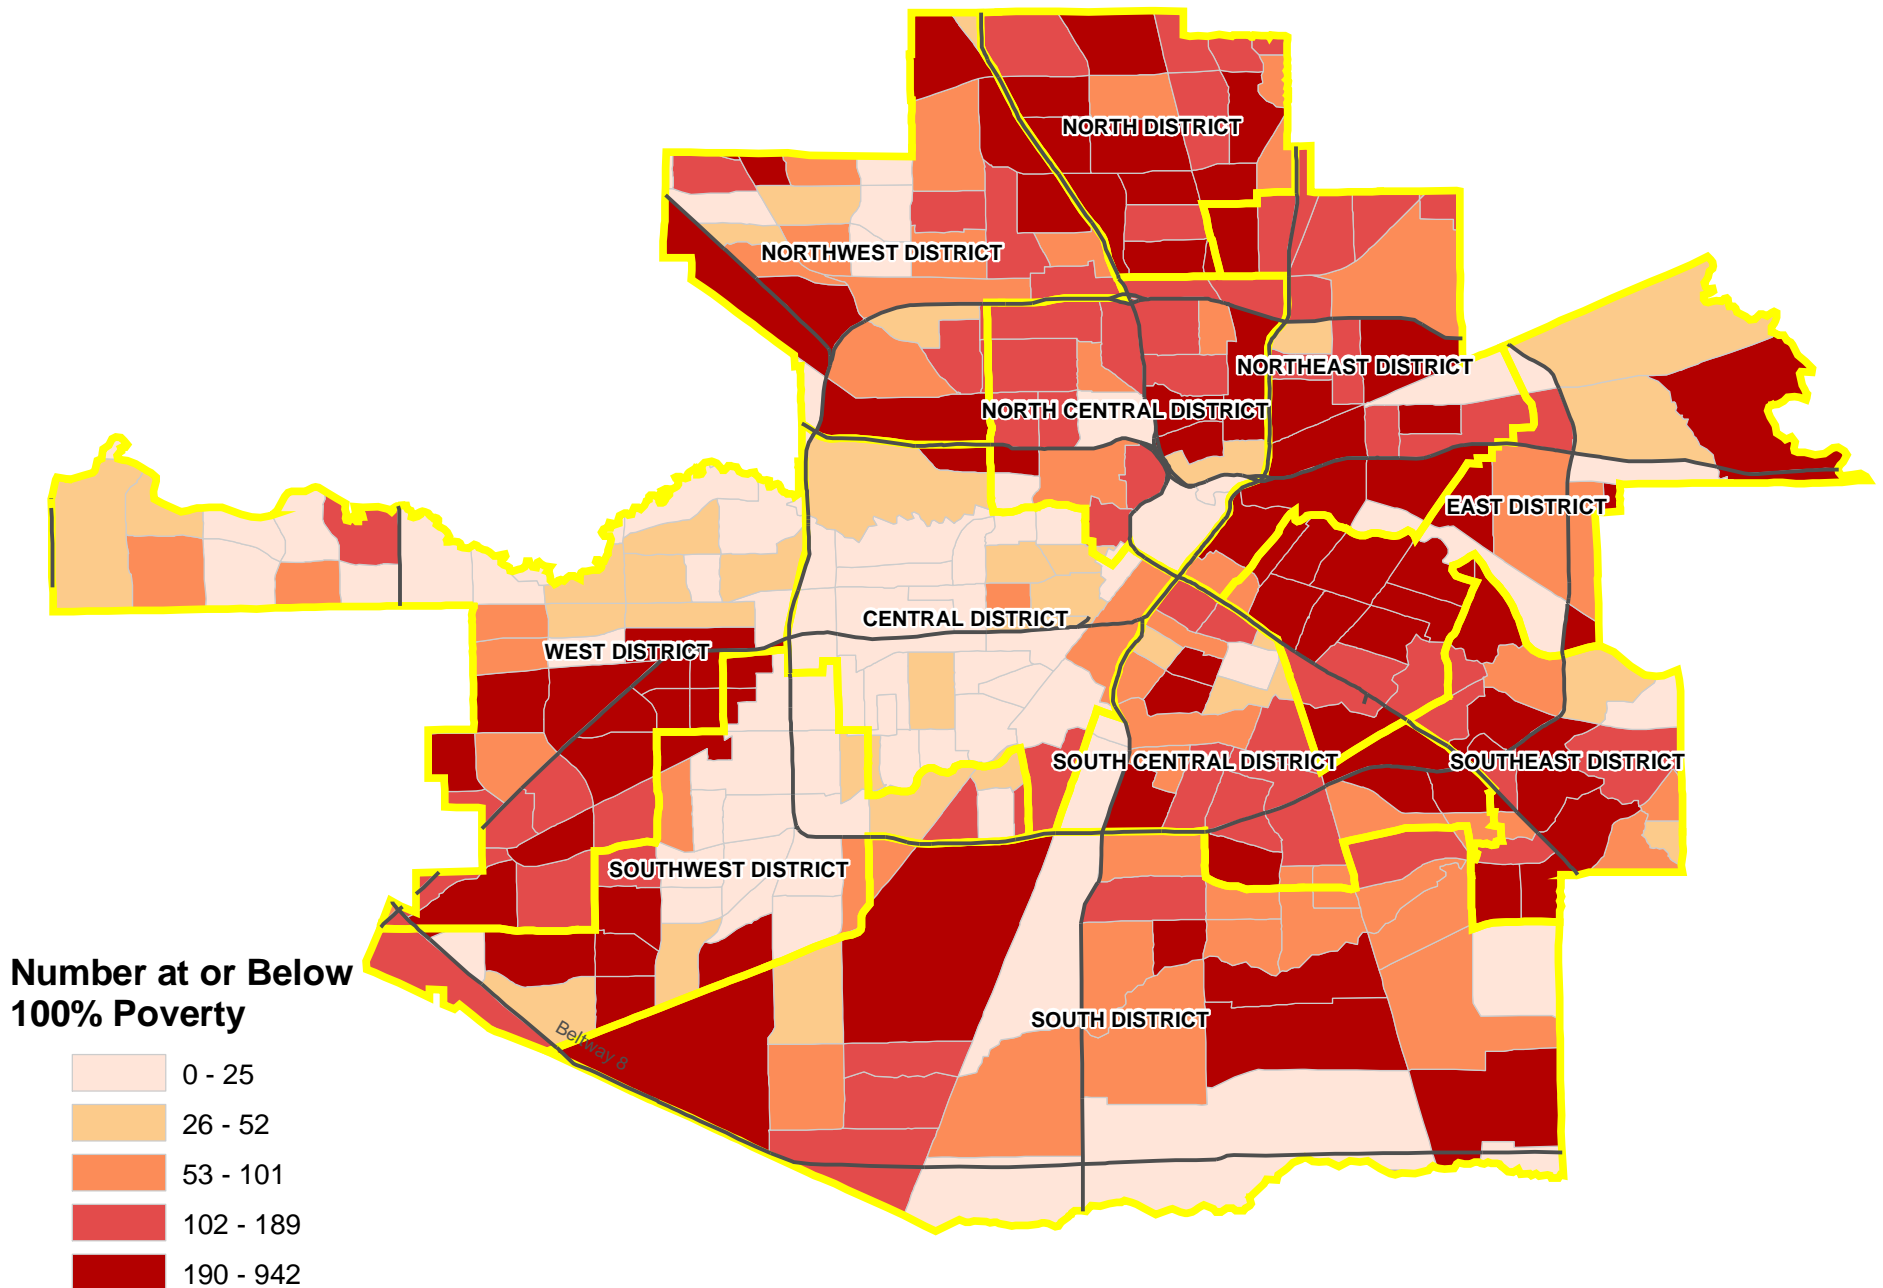 NORTH DISTRICT
NORTHWEST DISTRICT
NORTHEAST DISTRICT
NORTH CENTRAL DISTRICT
EAST DISTRICT
CENTRAL DISTRICT
WEST DISTRICT
SOUTH CENTRAL DISTRICT
SOUTHEAST DISTRICT
SOUTHWEST DISTRICT
SOUTH DISTRICT
Beltway 8
Number at or Below
100% Poverty
0 - 25
26 - 52
53 - 101
102 - 189
190 - 942